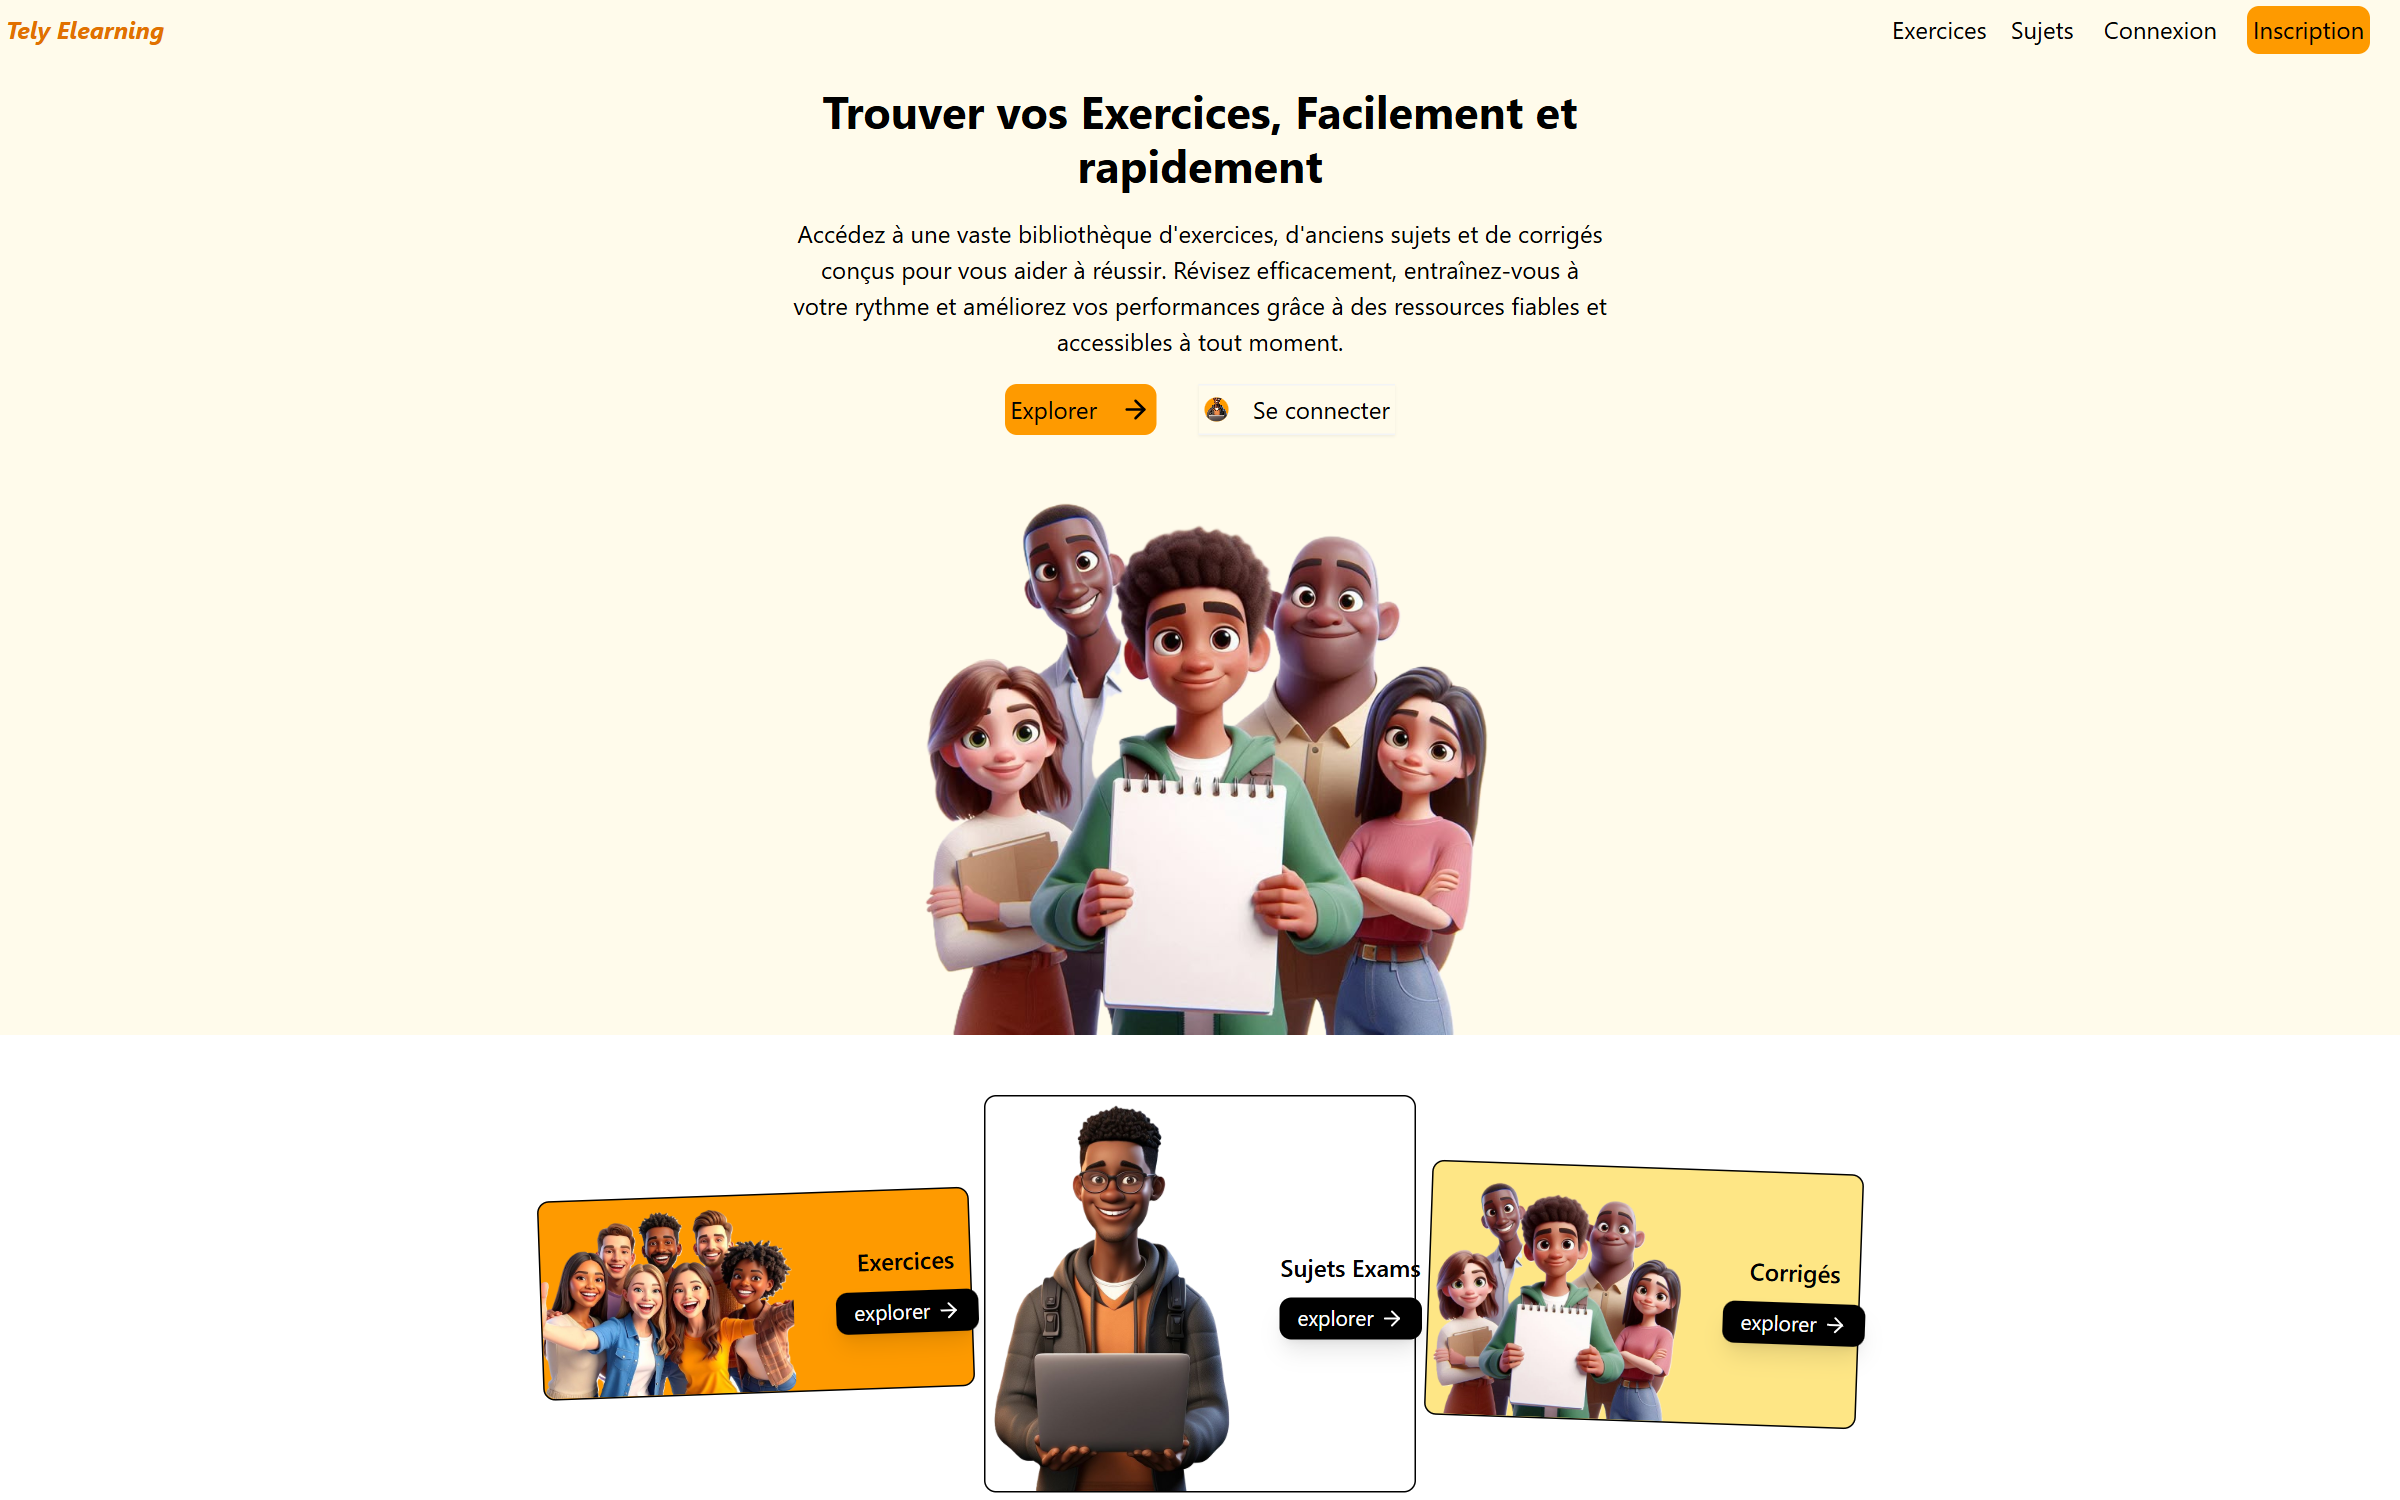 Tely Elearning
Exercices Sujets Connexion Inscription
Trouver vos Exercices, Facilement et
rapidement
Accédez à une vaste bibliothèque d'exercices, d'anciens sujets et de corrigés
conçus pour vous aider à réussir. Révisez efficacement, entraînez-vous à
votre rythme et améliorez vos performances grâce à des ressources fiables et
accessibles à tout moment.
Explorer
Se connecter
Exercices
explorer
Sujets Exams
explorer
Corrigés
explorer